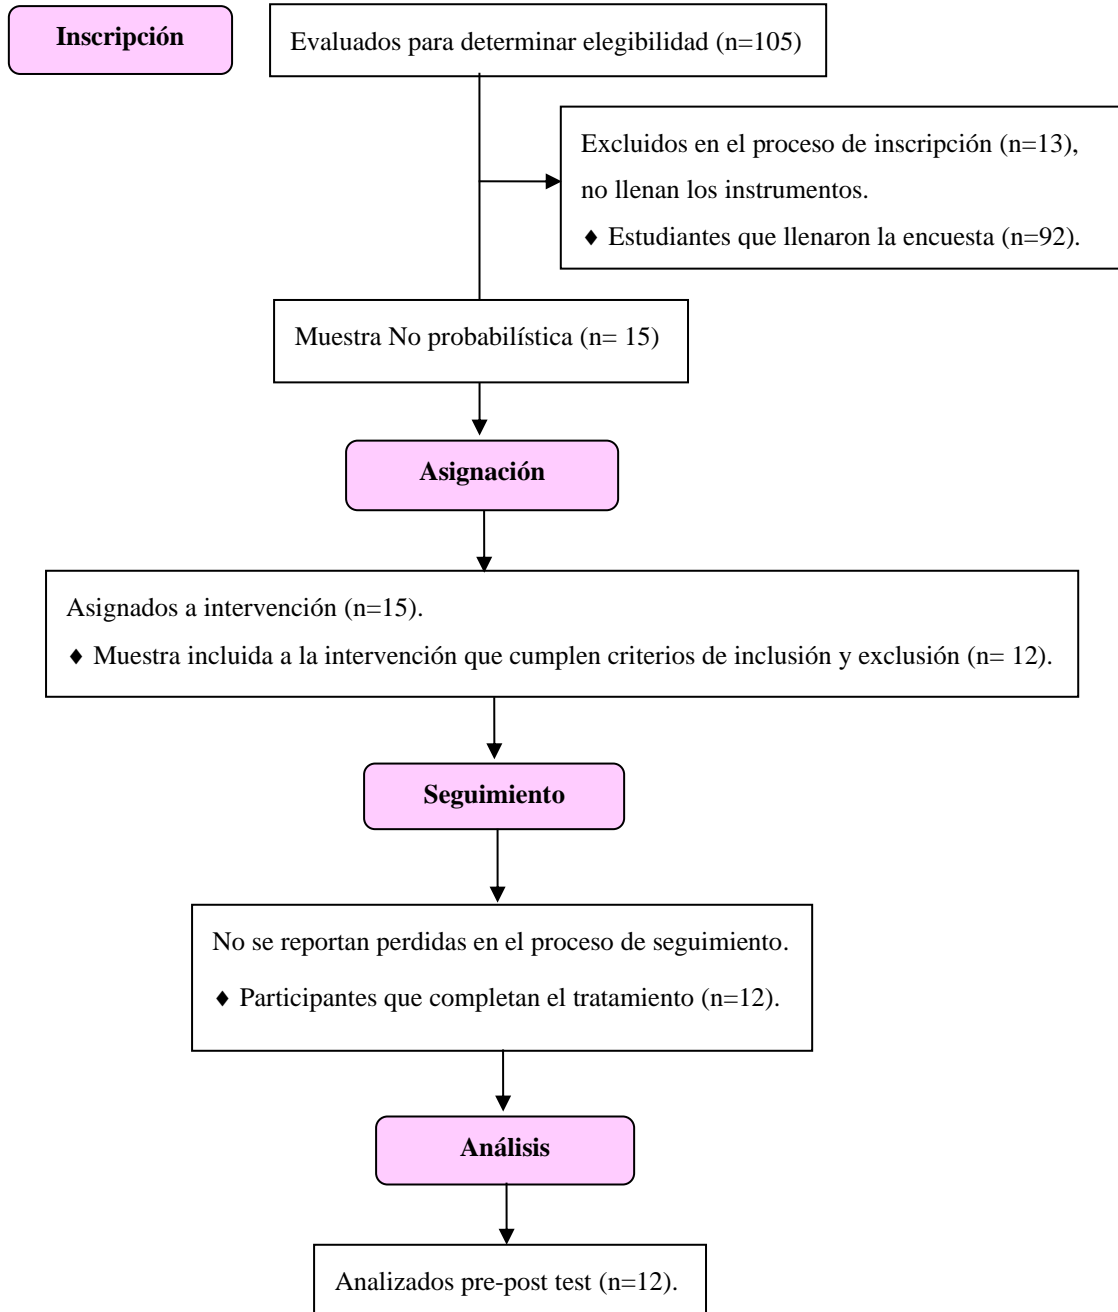 Inscripción
Evaluados para determinar elegibilidad (n=105)
Excluidos en el proceso de inscripción (n=13),
no llenan los instrumentos.
♦ Estudiantes que llenaron la encuesta (n=92).
Muestra No probabilística (n= 15)
Asignación
Asignados a intervención (n=15).
♦ Muestra incluida a la intervención que cumplen criterios de inclusión y exclusión (n= 12).
Seguimiento
No se reportan perdidas en el proceso de seguimiento.
♦ Participantes que completan el tratamiento (n=12).
Análisis
Analizados pre-post test (n=12).